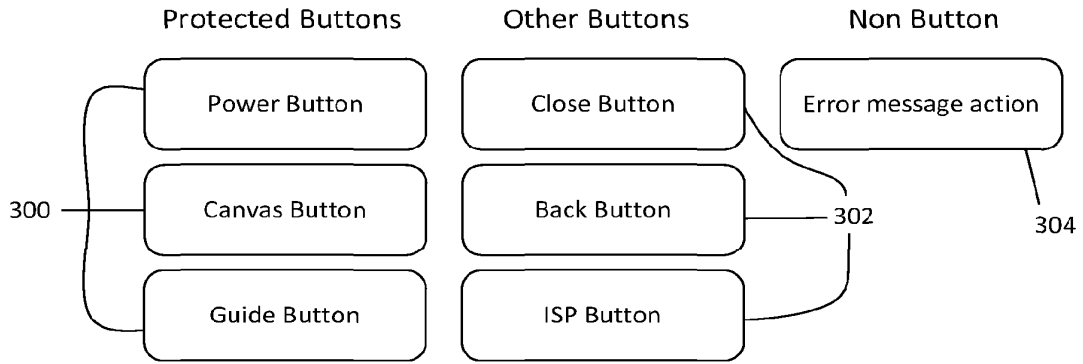 Protected Buttons Other Buttons Non Button
Power Button Close Button Error message action
300 Canvas Button Back Button 302 304
Guide Button ISP Button